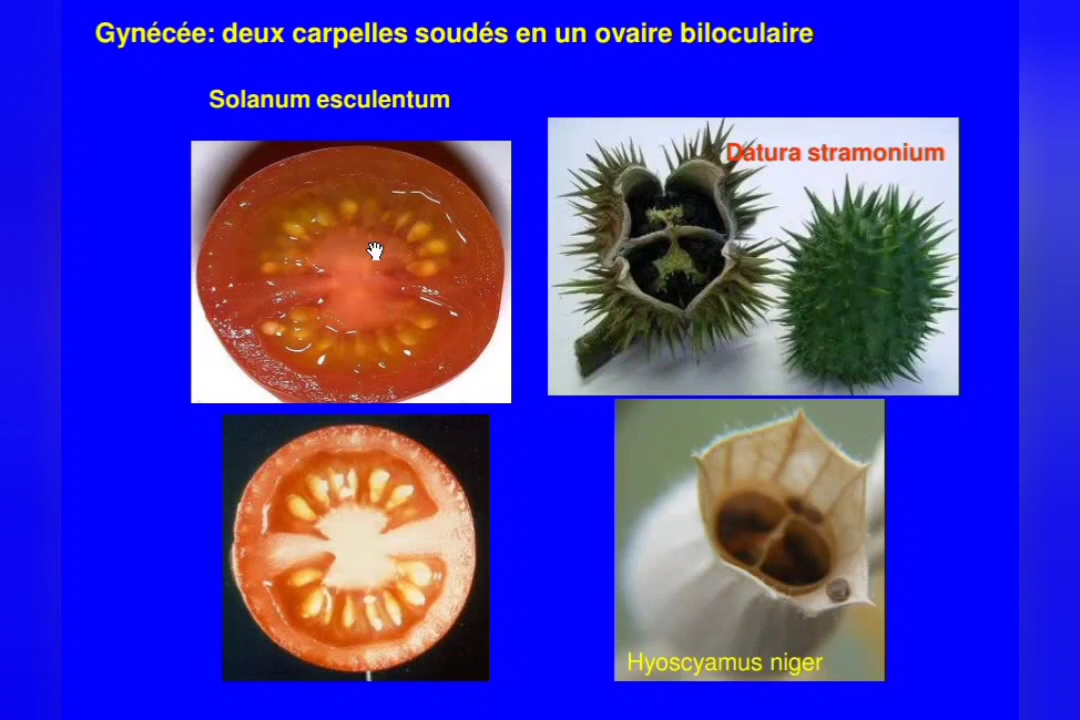 Gynécée: deux carpelles soudés en un ovaire biloculaire
Solanum esculentum
Datura stramonium
Hyoscyamus niger